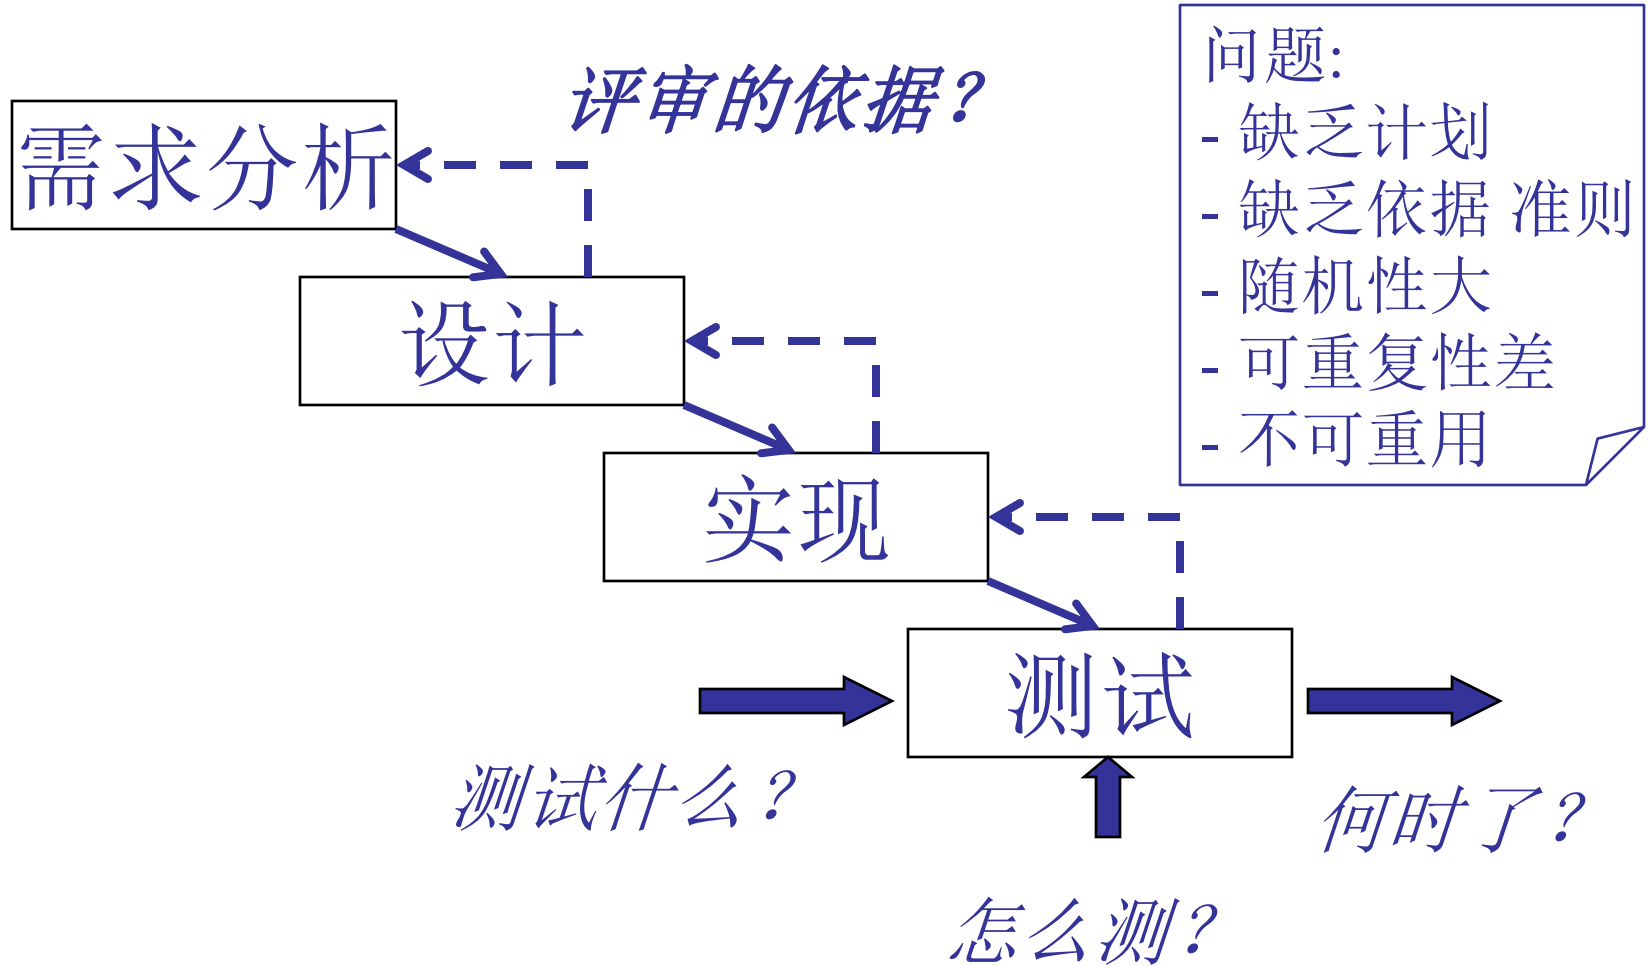 评审的依据？
需求分析
设计
实现
测试
测试什么？
怎么测？
何时了？
问题:
- 缺乏计划
- 缺乏依据 准则
- 随机性大
- 可重复性差
- 不可重用